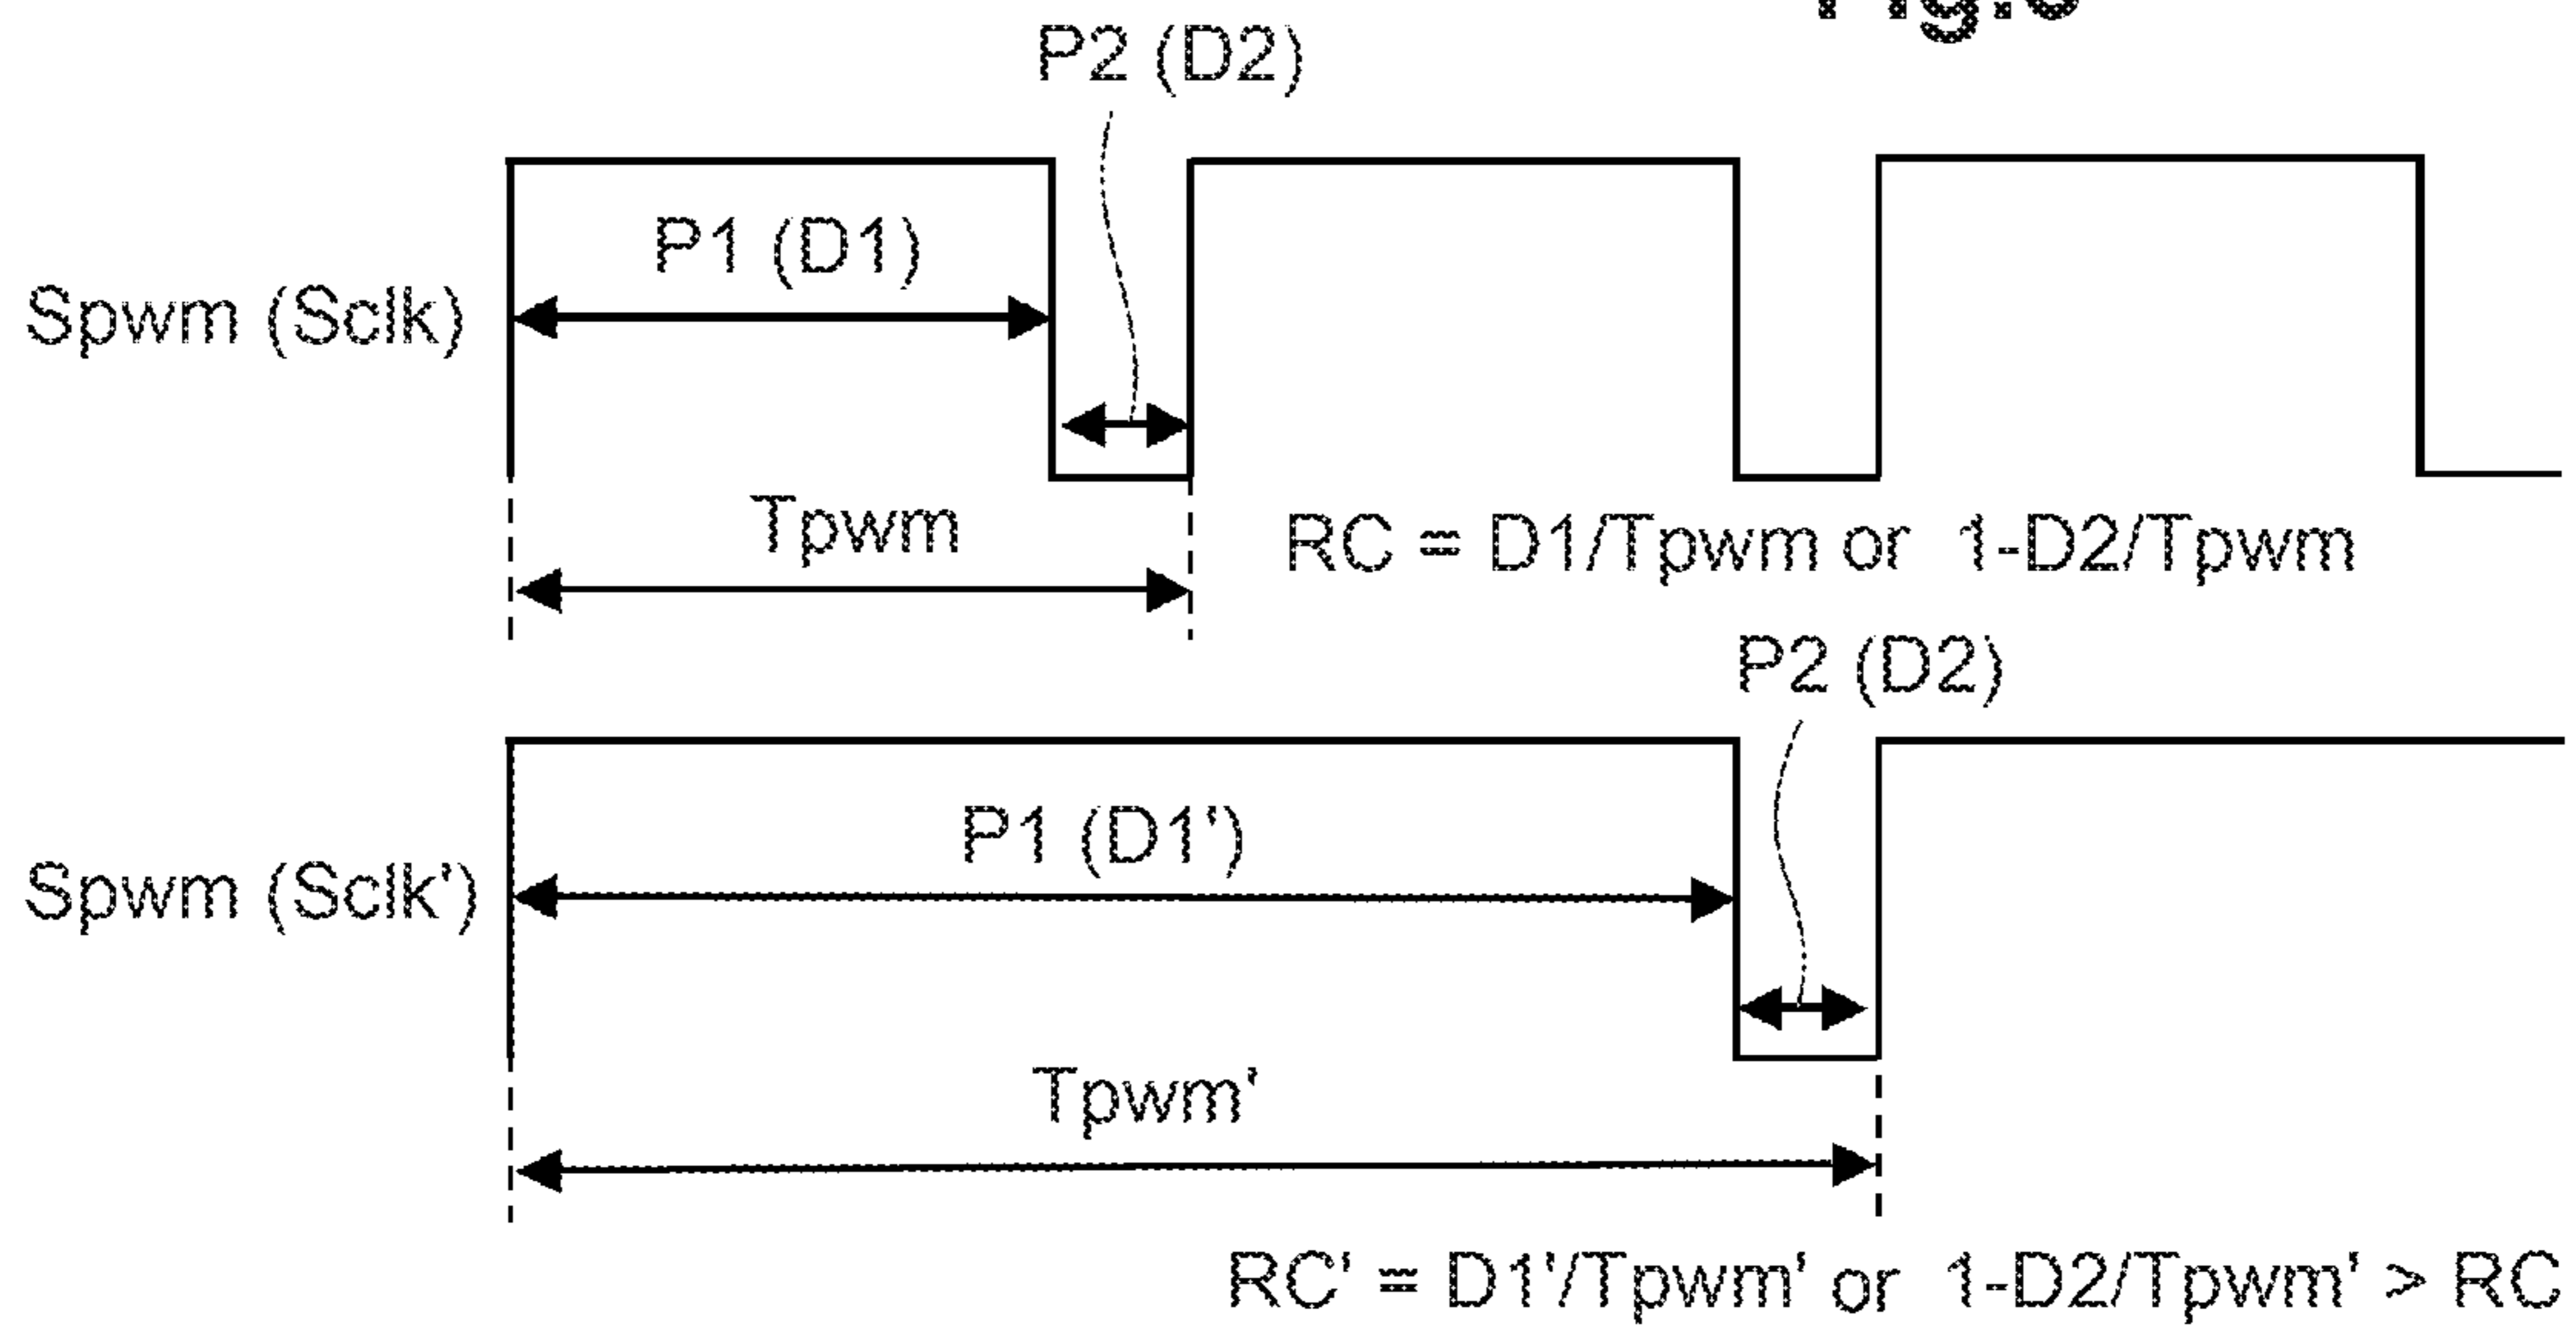 P2 (D2)
P1 (D1)
Spwm (Sclk)
Tpwm
RC = D1/Tpwm or 1-D2/Tpwm
P2 (D2)
P1 (D1')
Spwm (Sclk')
Tpwm'
RC' = D1'/Tpwm' or 1-D2/Tpwm' > RC